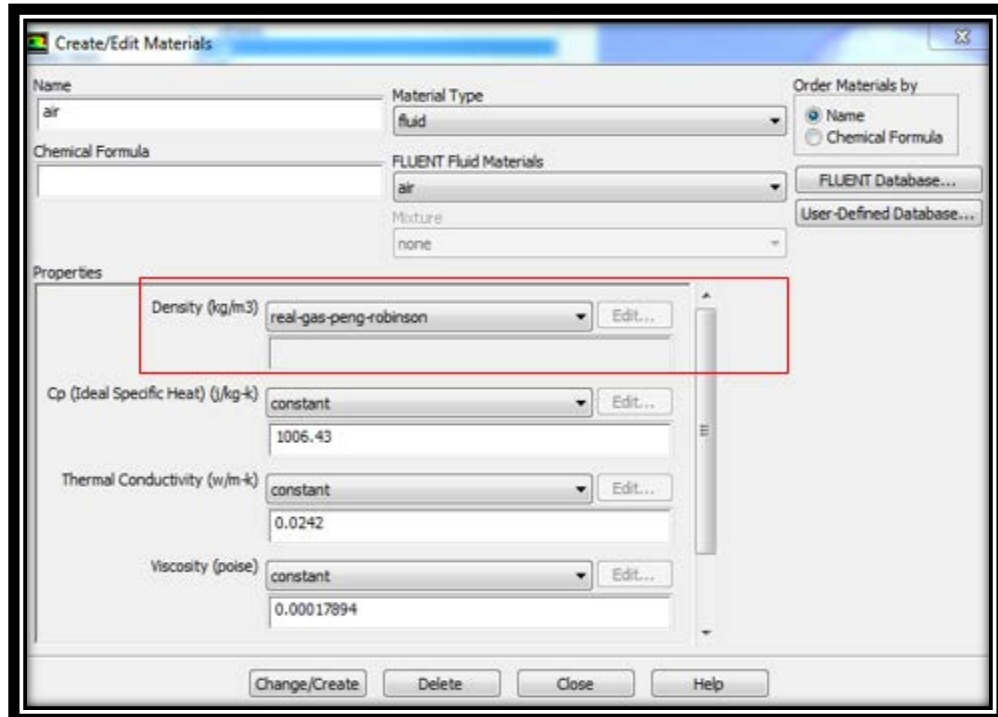 Create/Edit Materials
Name
air
Chemical Formula
Material Type
fluid
FLUENT Fluid Materials
air
Mixture
none
Order Materials by
Name
Chemical Formula
FLUENT Database...
User-Defined Database...
Properties
Density (kg/m3)
real-gas-peng-robinson
Edit...
Cp (Ideal Specific Heat) (j/kg-k)
constant
Edit...
1006.43
Thermal Conductivity (w/m-k)
constant
Edit...
0.0242
Viscosity (poise)
constant
Edit...
0.00017894
Change/Create
Delete
Close
Help